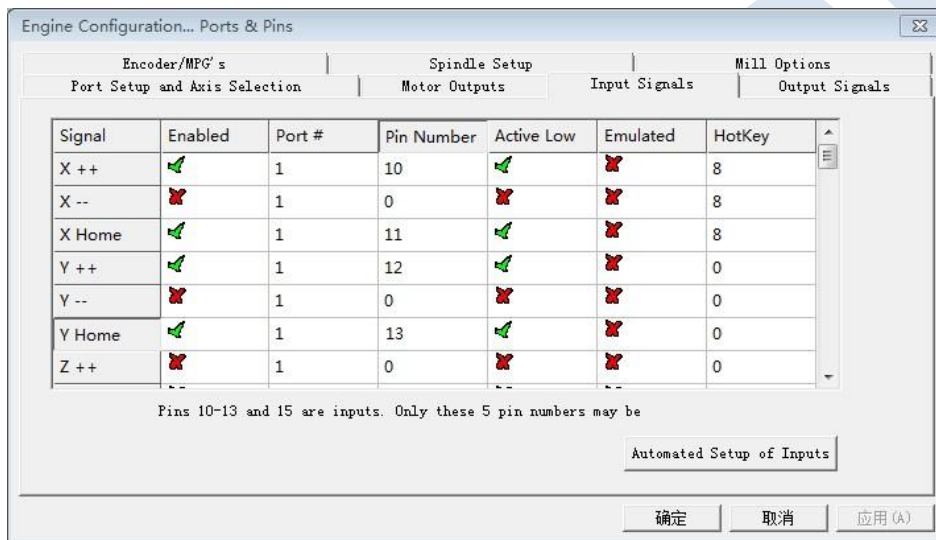 Engine Configuration... Ports & Pins
Encoder/MPG's Spindle Setup Mill Options
Port Setup and Axis Selection Motor Outputs Input Signals Output Signals
Signal Enabled Port # Pin Number Active Low Emulated HotKey
X ++ 1 10 8
X -- 1 0 8
X Home 1 11 8
Y ++ 1 12 0
Y -- 1 0 0
Y Home 1 13 0
Z ++ 1 0 0
Pins 10-13 and 15 are inputs. Only these 5 pin numbers may be
Automated Setup of Inputs
确定 取消 应用(A)